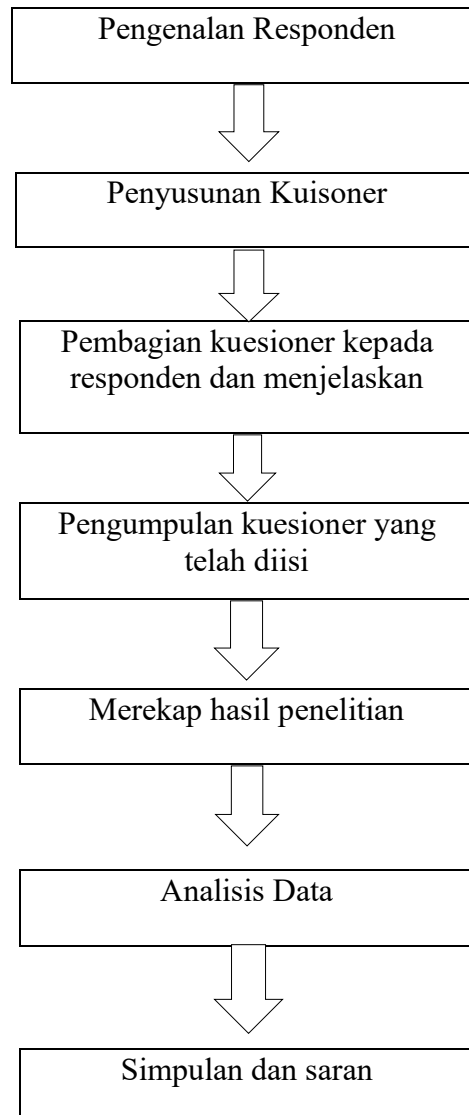 Pengenalan Responden
Penyusunan Kuisoner
Pembagian kuesioner kepada
responden dan menjelaskan
Pengumpulan kuesioner yang
telah diisi
Merekap hasil penelitian
Analisis Data
Simpulan dan saran